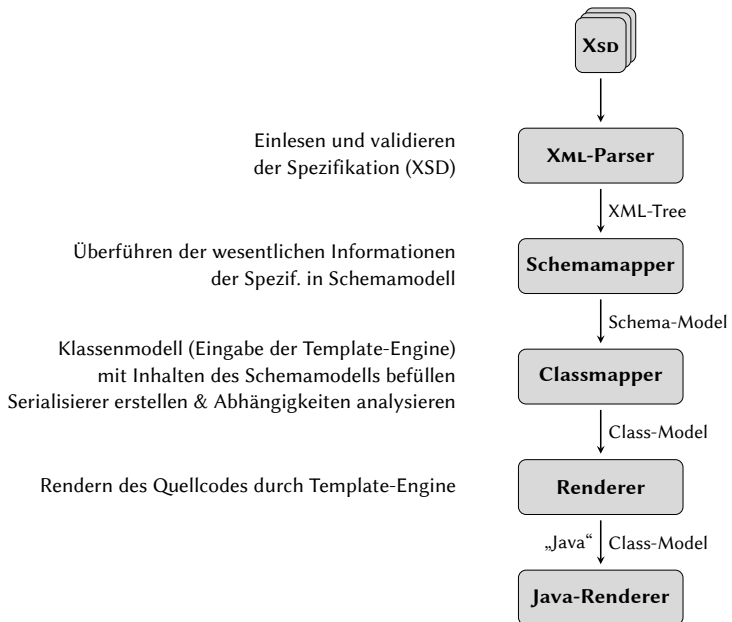 XSD
Einlesen und validieren
der Spezifikation (XSD)
XML-Parser
XML-Tree
Überführen der wesentlichen Informationen
der Spezif. in Schemamodell
Schemamapper
Schema-Model
Klassenmodell (Eingabe der Template-Engine)
mit Inhalten des Schemamodells befüllen
Serialisierer erstellen & Abhängigkeiten analysieren
Classmapper
Class-Model
Rendern des Quellcodes durch Template-Engine
Renderer
„Java“ Class-Model
Java-Renderer